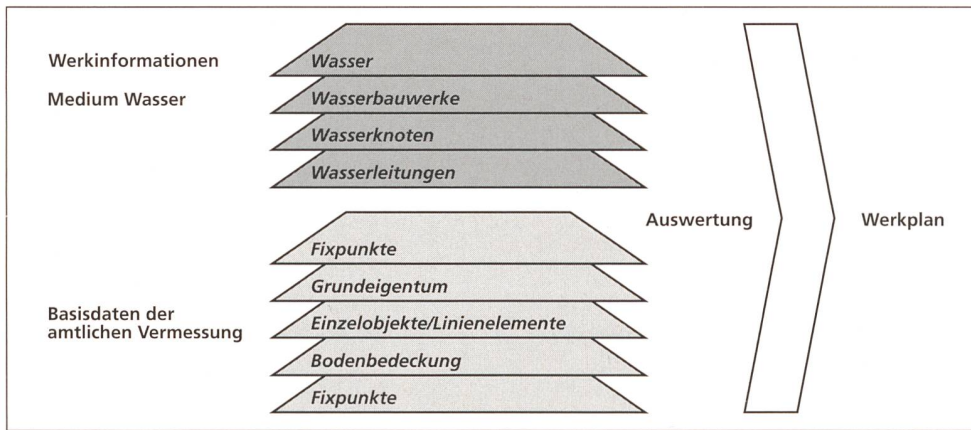 Werkinformationen
Medium Wasser
Wasser
Wasserbauwerke
Wasserknoten
Wasserleitungen
Fixpunkte
Grundeigentum
Einzelobjekte/Linienelemente
Bodenbedeckung
Fixpunkte
Basisdaten der
amtlichen Vermessung
Auswertung
Werkplan